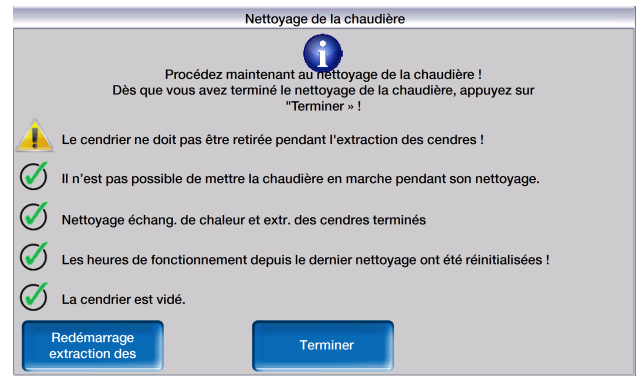 Nettoyage de la chaudière
Procédez maintenant au nettoyage de la chaudière !
Dès que vous avez terminé le nettoyage de la chaudière, appuyez sur
"Terminer » !
Le cendrier ne doit pas être retirée pendant l'extraction des cendres !
Il n'est pas possible de mettre la chaudière en marche pendant son nettoyage.
Nettoyage échang. de chaleur et extr. des cendres terminés
Les heures de fonctionnement depuis le dernier nettoyage ont été réinitialisées !
La cendrier est vidé.
Redémarrage
extraction des
Terminer